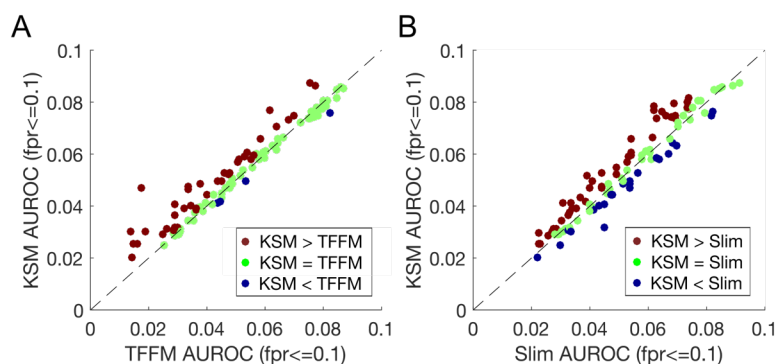 A
KSM AUROC (fpr<=0.1)
0.1
0.08
0.06
0.04
0.02
0
KSM > TFFM
KSM = TFFM
KSM < TFFM
0 0.02 0.04 0.06 0.08 0.1
TFFM AUROC (fpr<=0.1)
B
KSM AUROC (fpr<=0.1)
0.1
0.08
0.06
0.04
0.02
0
KSM > Slim
KSM = Slim
KSM < Slim
0 0.02 0.04 0.06 0.08 0.1
Slim AUROC (fpr<=0.1)